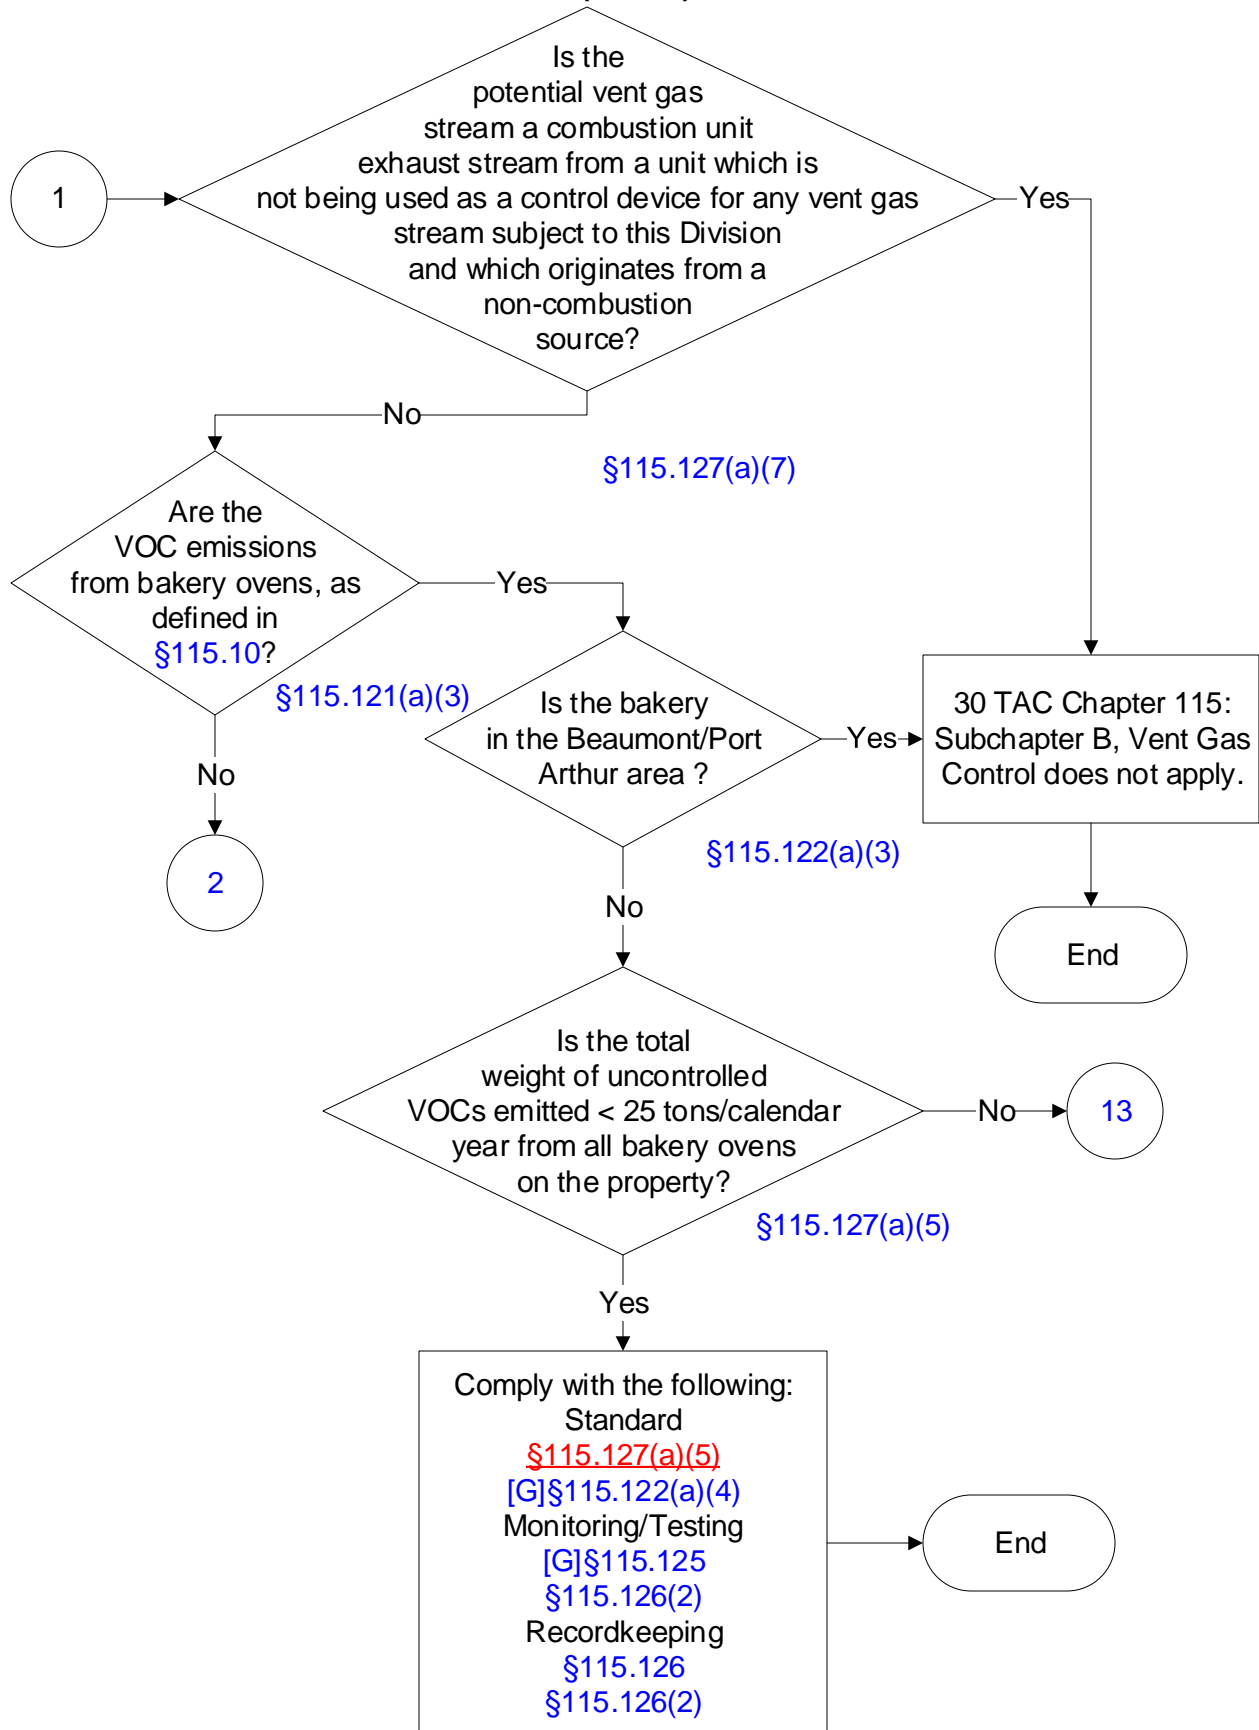 Is the
potential vent gas
stream a combustion unit
exhaust stream from a unit which is
not being used as a control device for any vent gas
stream subject to this Division
and which originates from a
non-combustion
source?
1
Yes
No
§115.127(a)(7)
Are the
VOC emissions
from bakery ovens, as
defined in
§115.10?
Yes
§115.121(a)(3)
No
2
Is the bakery
in the Beaumont/Port
Arthur area ?
Yes
§115.122(a)(3)
No
30 TAC Chapter 115:
Subchapter B, Vent Gas
Control does not apply.
End
Is the total
weight of uncontrolled
VOCs emitted < 25 tons/calendar
year from all bakery ovens
on the property?
No
13
§115.127(a)(5)
Yes
Comply with the following:
Standard
§115.127(a)(5)
[G]§115.122(a)(4)
Monitoring/Testing
[G]§115.125
§115.126(2)
Recordkeeping
§115.126
§115.126(2)
End